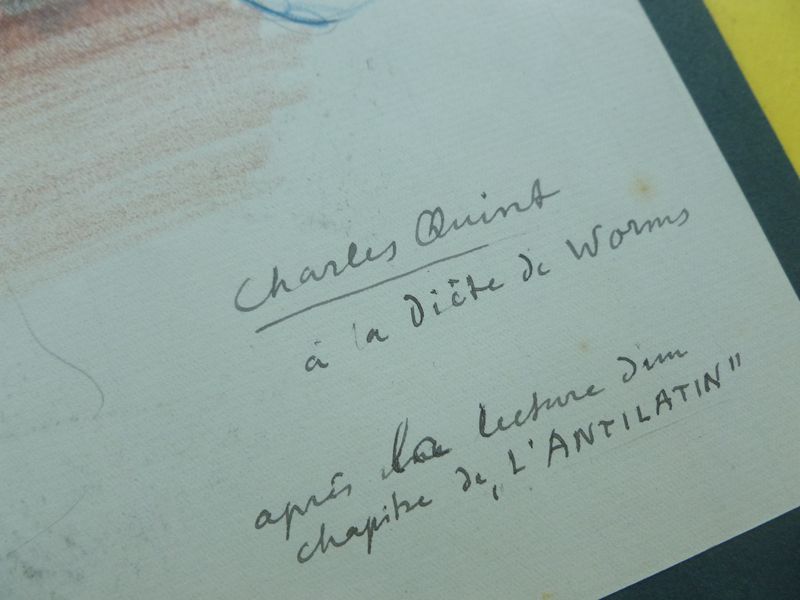 Charles Quint
à la Diète de Worms
après la lecture d'un
chapitre de „L'ANTILATIN"